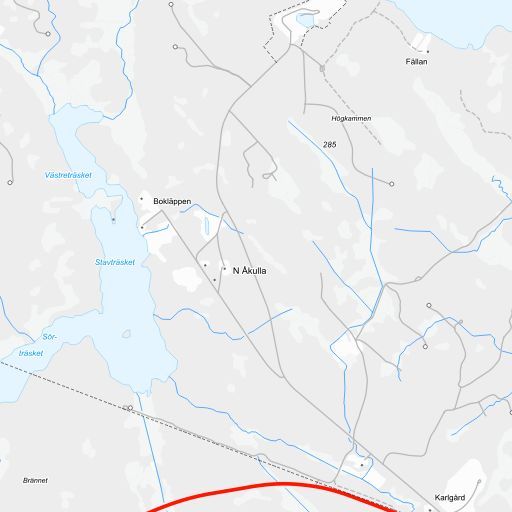 Fällan
Högkammen
285
Västreträsket
Bokläppen
Stavträsket
N Åkulla
Sör-
träsket
Brännet
Karlgård